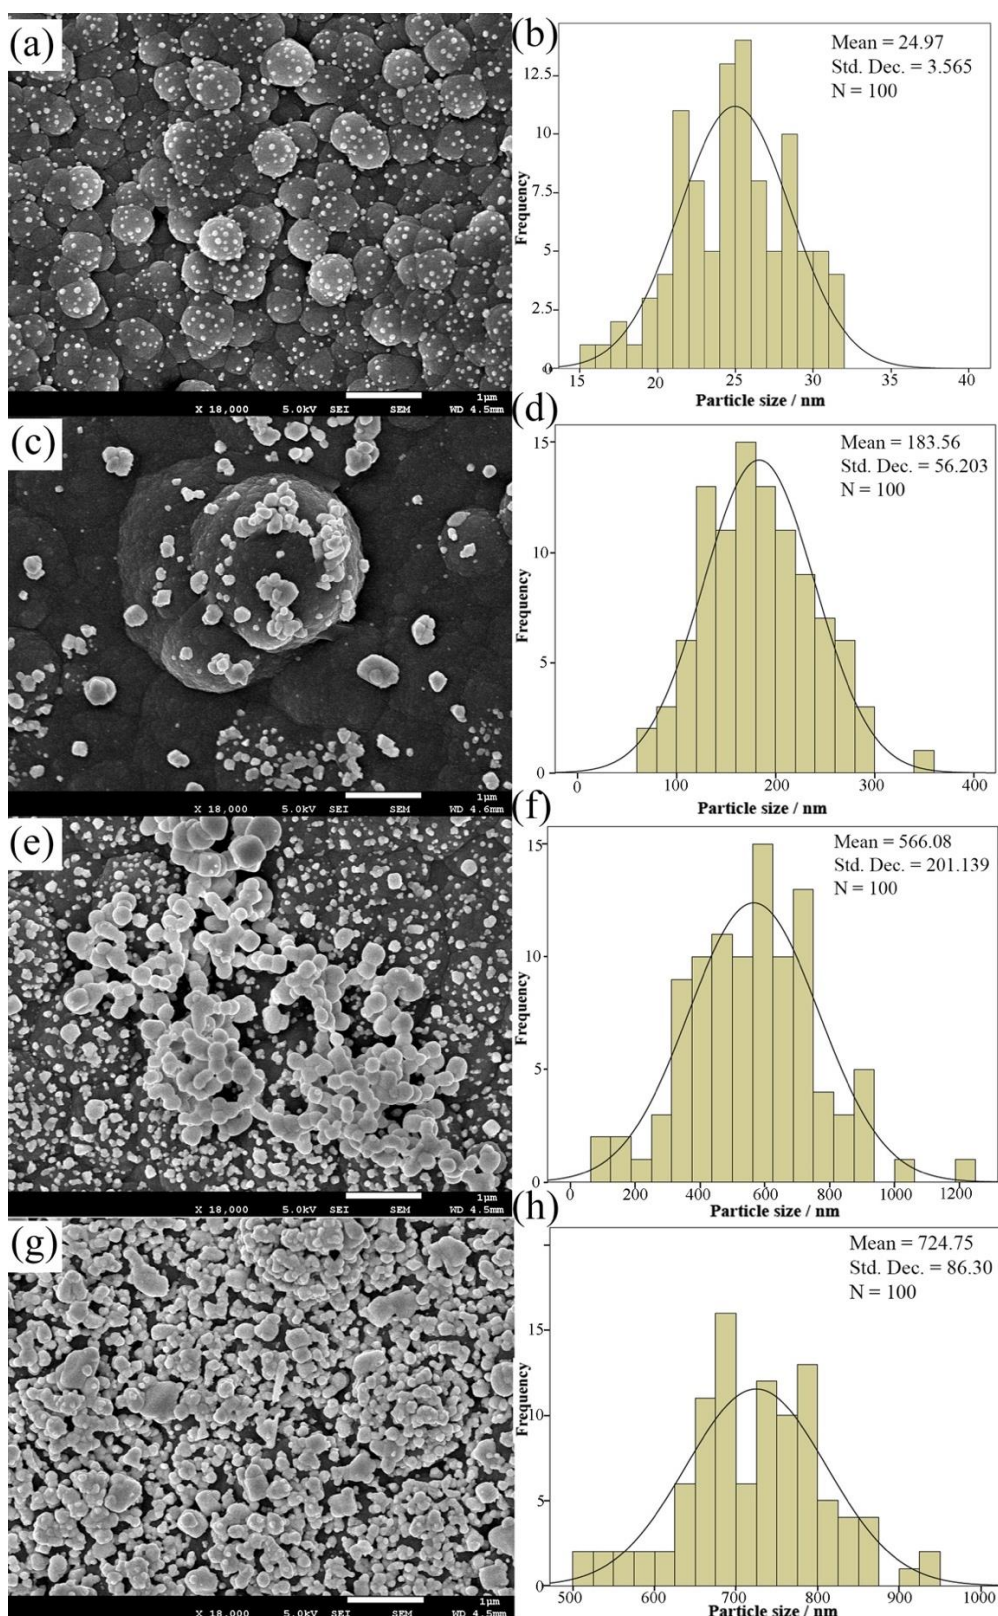 (a)
1μm
X 18,000 5.0kV SEI SEM WD 4.5mm
(b)
Mean = 24.97
Std. Dec. = 3.565
N = 100
Frequency
12.5
10
7.5
5
2.5
0
15 20 25 30 35 40
Particle size / nm
(c)
1μm
X 18,000 5.0kV SEI SEM WD 4.6mm
(d)
Mean = 183.56
Std. Dec. = 56.203
N = 100
Frequency
15
10
5
0
0 100 200 300 400
Particle size / nm
(e)
1μm
X 18,000 5.0kV SEI SEM WD 4.5mm
(f)
Mean = 566.08
Std. Dec. = 201.139
N = 100
Frequency
15
10
5
0
0 200 400 600 800 1000 1200
Particle size / nm
(g)
1μm
X 18,000 5.0kV SEI SEM WD 4.5mm
(h)
Mean = 724.75
Std. Dec. = 86.30
N = 100
Frequency
15
10
5
0
500 600 700 800 900 1000
Particle size / nm